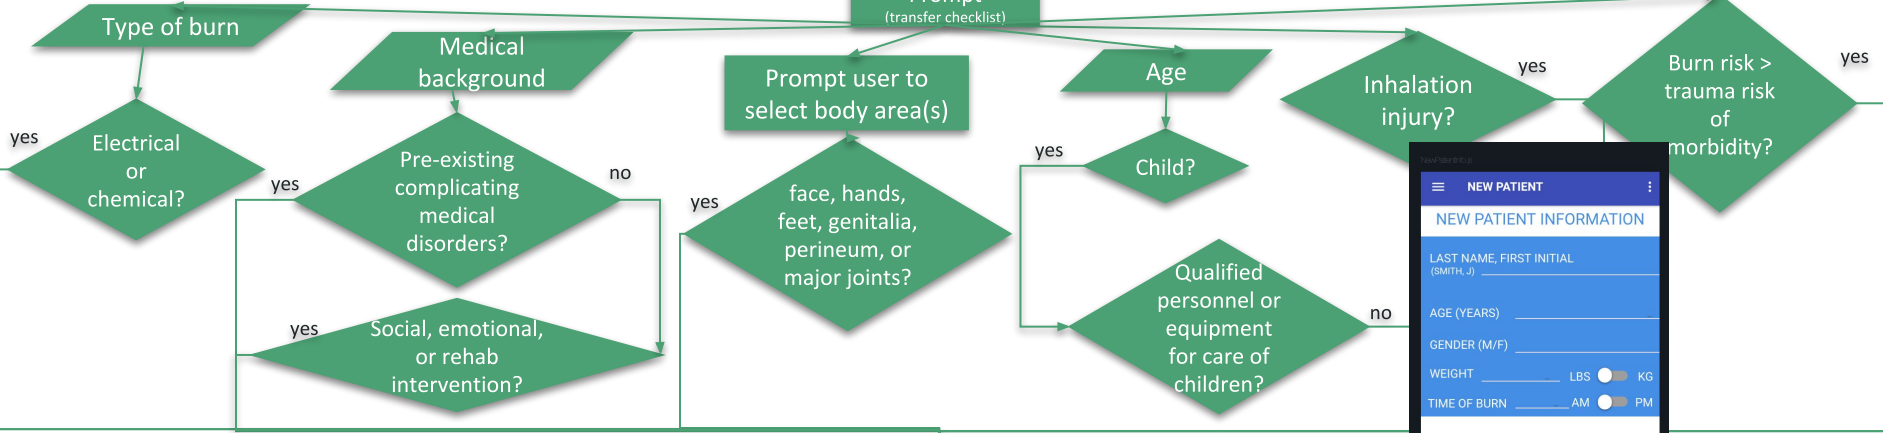 Prompt
(transfer checklist)
Type of burn
Medical
background
Prompt user to
select body area(s)
Age
Inhalation
injury?
yes
Burn risk >
trauma risk
of
morbidity?
yes
yes
Electrical
or
chemical?
yes
Pre-existing
complicating
medical
disorders?
no
yes
face, hands,
feet, genitalia,
perineum, or
major joints?
yes
Child?
yes
Social, emotional,
or rehab
intervention?
Qualified
personnel or
equipment
for care of
children?
no
NEW PATIENT
NEW PATIENT INFORMATION
LAST NAME, FIRST INITIAL
(SMITH, J)
AGE (YEARS)
GENDER (M/F)
WEIGHT LBS KG
TIME OF BURN AM PM